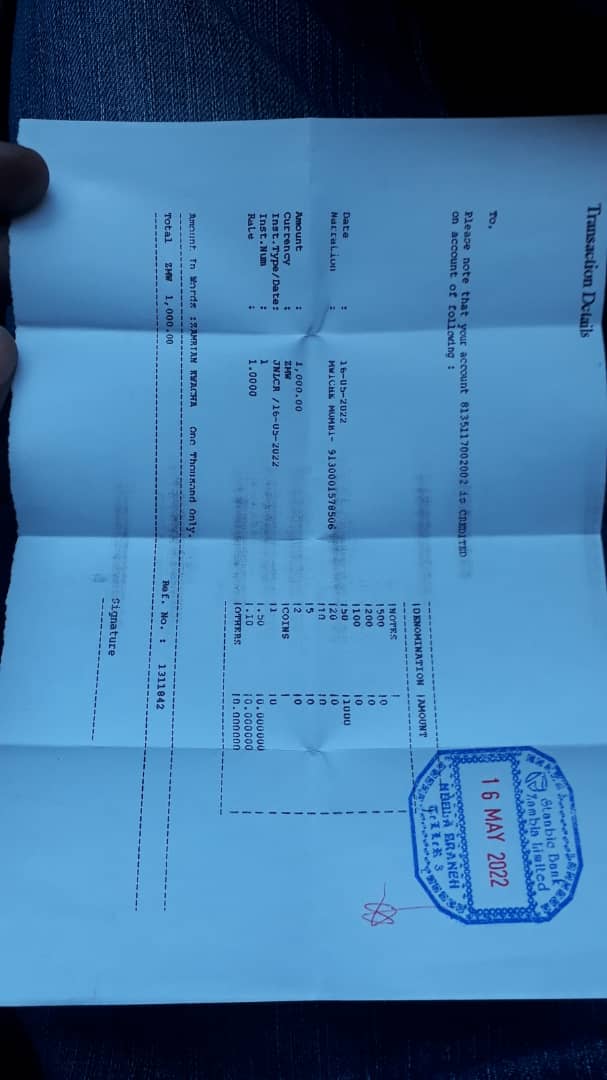 Transaction Details
To,
Please note that your account 8135117002002 is CREDITED
on account of following :
Date : 16-05-2022
Narration : MWICHE MUMBI- 9130001578506
Amount : 1,000.00
Currency : ZMW
Inst.Type/Date: JNLCR /16-05-2022
Inst.Num : 1
Rate : 1.0000
Amount In Words :ZAMBIAN KWACHA One Thousand Only.
Total ZMW 1,000.00 Ref. No. : 1311842
Signature
|DENOMINATION |AMOUNT
|NOTES |
|500 |0
|200 |0
|100 |0
|50 |1000
|20 |0
|10 |0
|5 |0
|2 |0
|COINS |
|1 |0
|.50 |0.000000
|.10 |0.000000
|OTHERS |0.000000
Stanbic Bank
Zambia Limited
16 MAY 2022
NDOLA BRANCH
TELLER 3